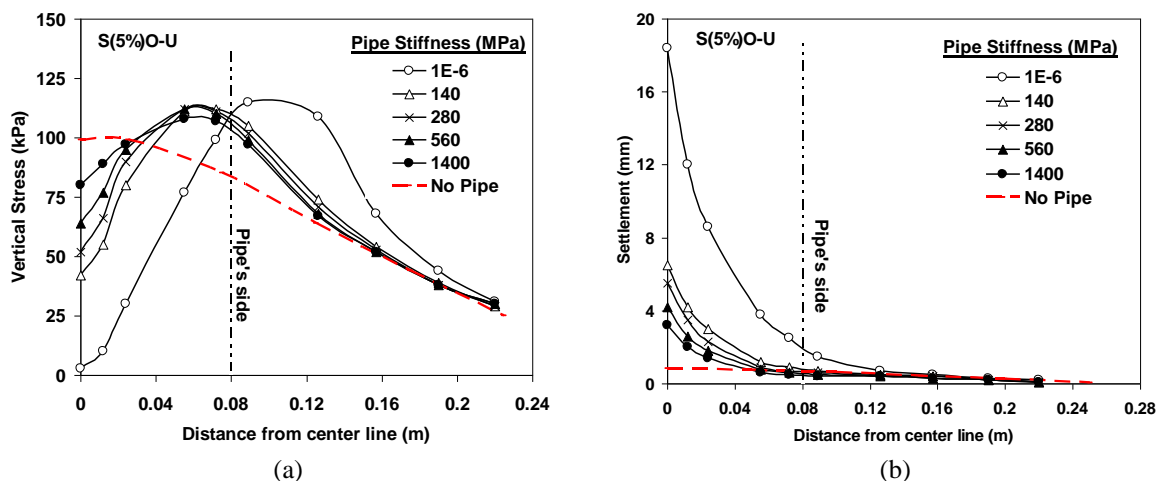 S(5%)O-U
Pipe Stiffness (MPa)
1E-6
140
280
560
1400
No Pipe
Pipe's side
Vertical Stress (kPa)
150
125
100
75
50
25
0
0 0.04 0.08 0.12 0.16 0.2 0.24
Distance from center line (m)
(a)
S(5%)O-U
Pipe Stiffness (MPa)
1E-6
140
280
560
1400
No Pipe
Pipe's side
Settlement (mm)
20
16
12
8
4
0
0 0.04 0.08 0.12 0.16 0.2 0.24 0.28
Distance from center line (m)
(b)